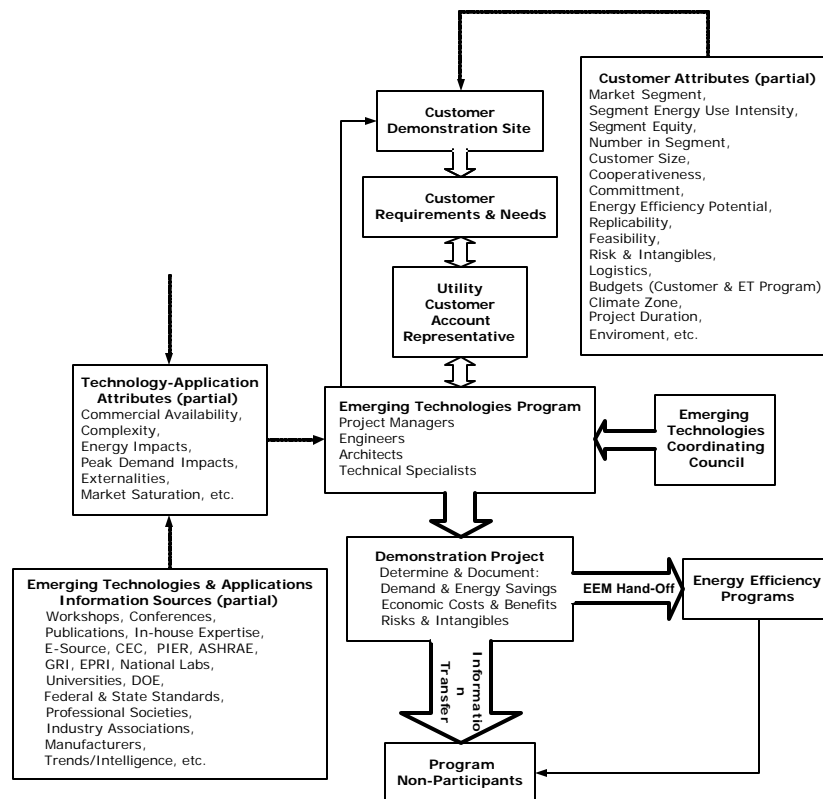 Customer
Demonstration Site
Customer
Requirements & Needs
Utility
Customer
Account
Representative
Customer Attributes (partial)
Market Segment,
Segment Energy Use Intensity,
Segment Equity,
Number in Segment,
Customer Size,
Cooperativeness,
Committment,
Energy Efficiency Potential,
Replicability,
Feasibility,
Risk & Intangibles,
Logistics,
Budgets (Customer & ET Program)
Climate Zone,
Project Duration,
Enviroment, etc.
Technology-Application
Attributes (partial)
Commercial Availability,
Complexity,
Energy Impacts,
Peak Demand Impacts,
Externalities,
Market Saturation, etc.
Emerging Technologies Program
Project Managers
Engineers
Architects
Technical Specialists
Emerging
Technologies
Coordinating
Council
Emerging Technologies & Applications
Information Sources (partial)
Workshops, Conferences,
Publications, In-house Expertise,
E-Source, CEC, PIER, ASHRAE,
GRI, EPRI, National Labs,
Universities, DOE,
Federal & State Standards,
Professional Societies,
Industry Associations,
Manufacturers,
Trends/Intelligence, etc.
Demonstration Project
Determine & Document:
Demand & Energy Savings
Economic Costs & Benefits
Risks & Intangibles
EEM Hand-Off
Energy Efficiency
Programs
Informatio
n
Transfer
Program
Non-Participants